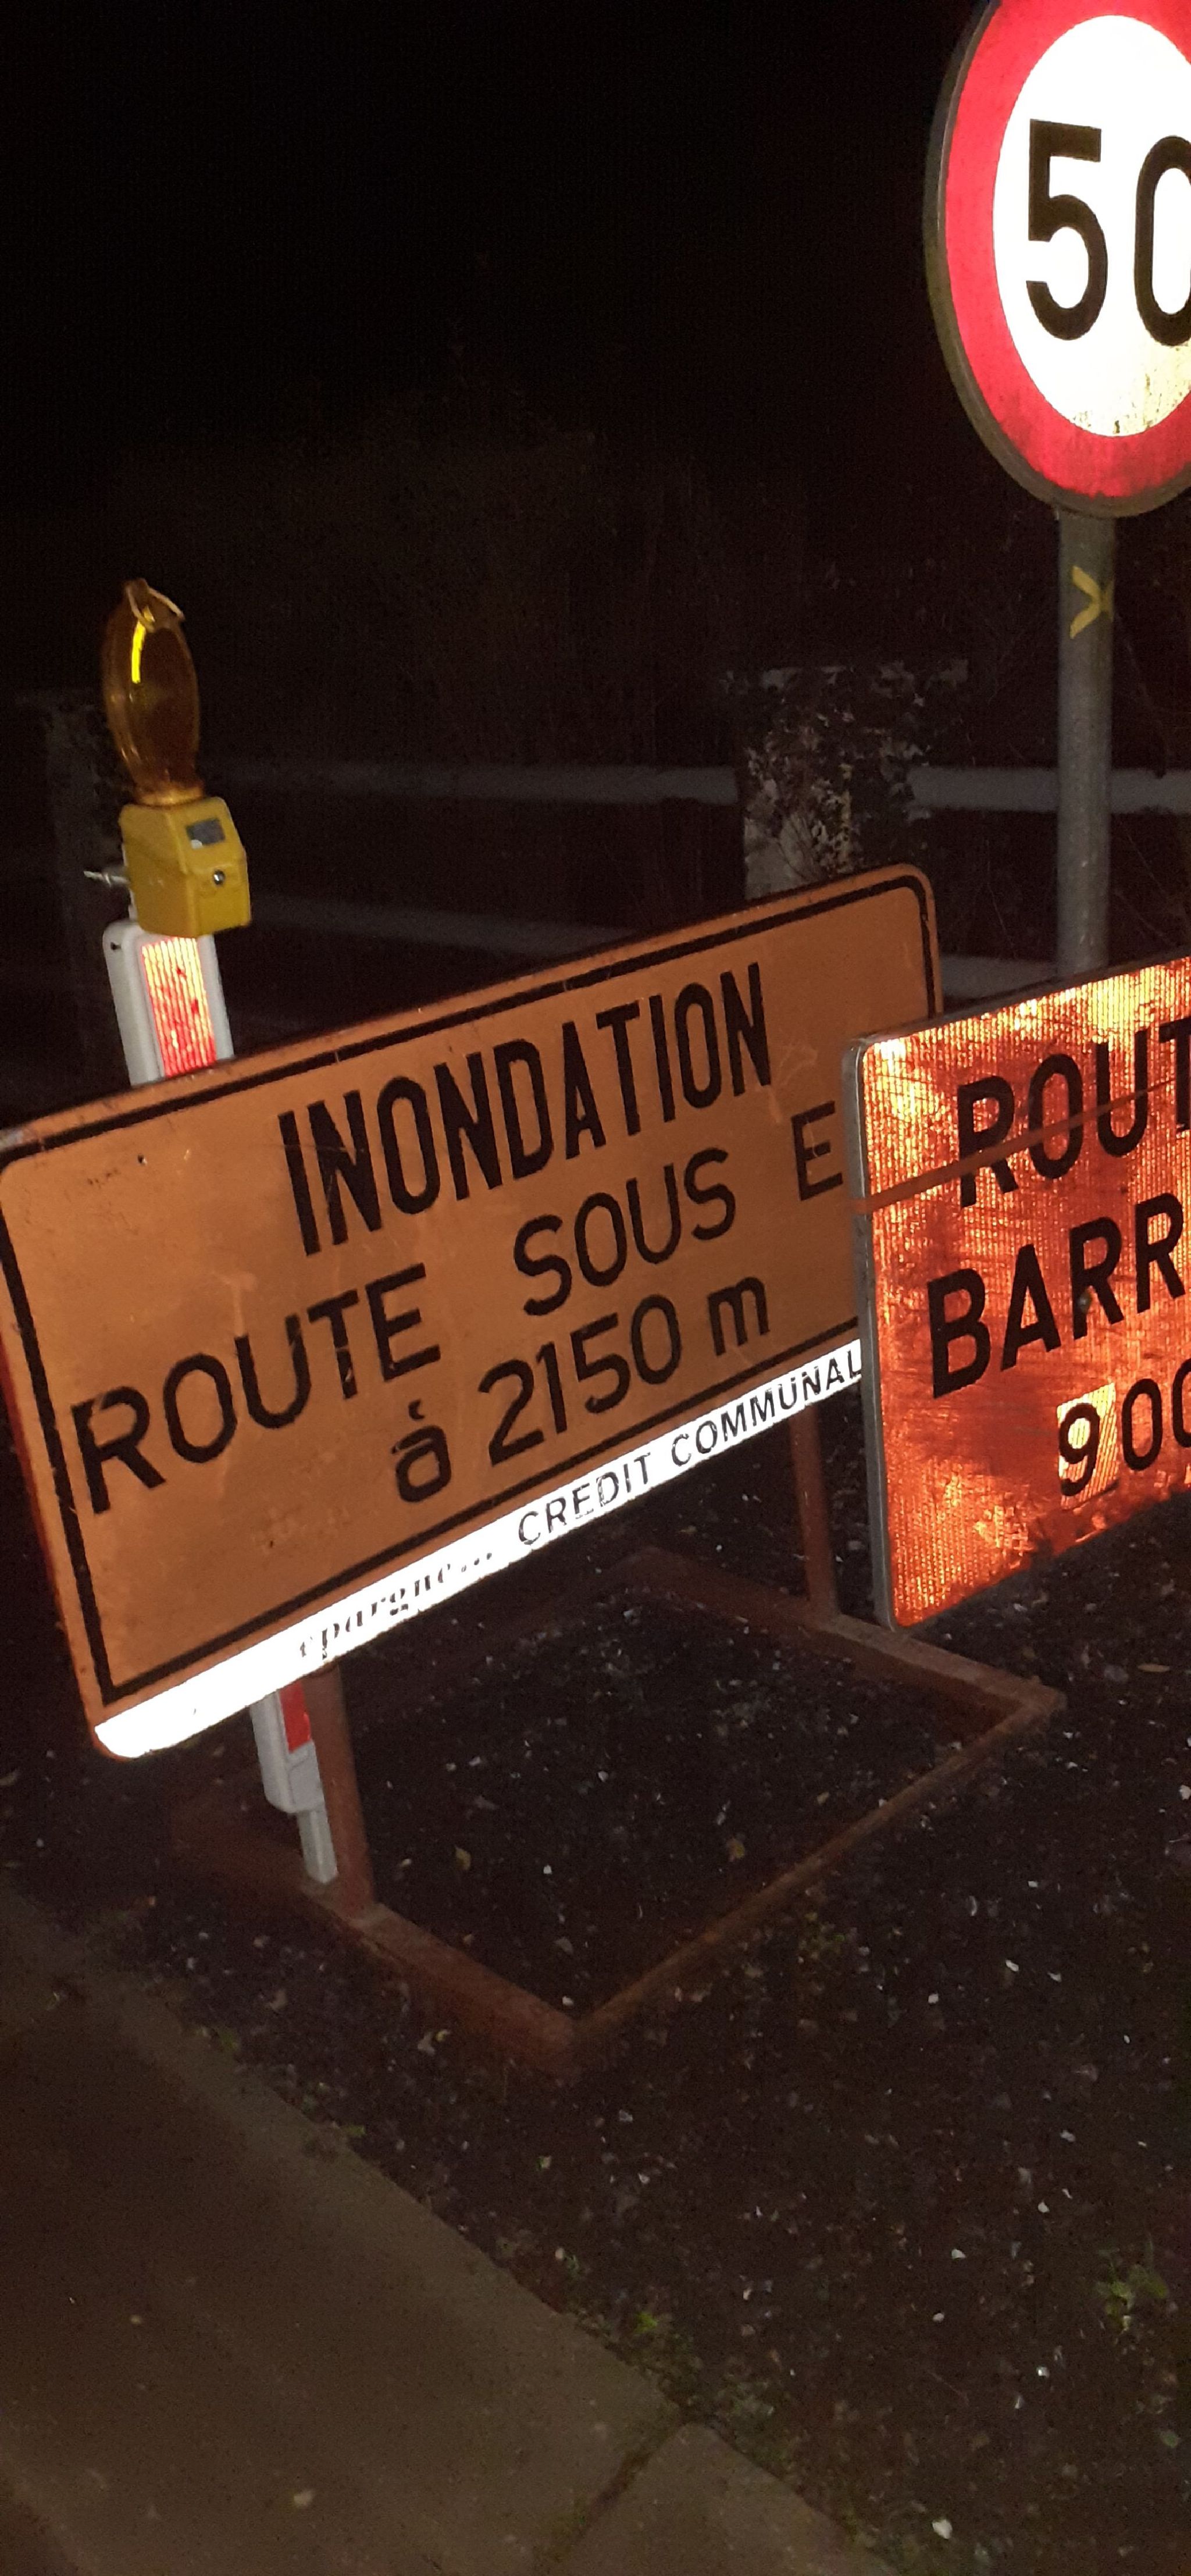 50
INONDATION
ROUTE SOUS E
à 2150 m
épargne... CREDIT COMMUNAL
ROUT
BARR
900